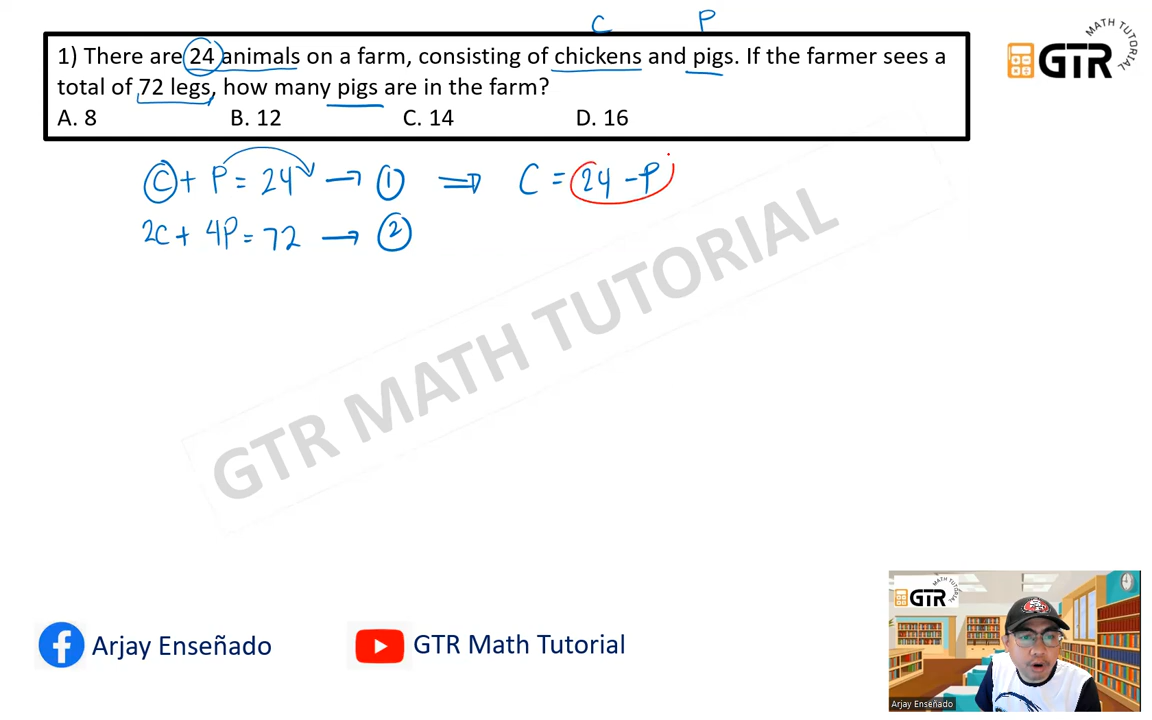 C P
1) There are 24 animals on a farm, consisting of chickens and pigs. If the farmer sees a
total of 72 legs, how many pigs are in the farm?
A. 8 B. 12 C. 14 D. 16
C + P = 24 → ① ⇒ C = 24 - P
2C + 4P = 72 → ②
GTR MATH TUTORIAL
GTR MATH TUTORIAL
Arjay Enseñado
GTR Math Tutorial
GTR MATH TUTORIAL
Arjay Enseñado